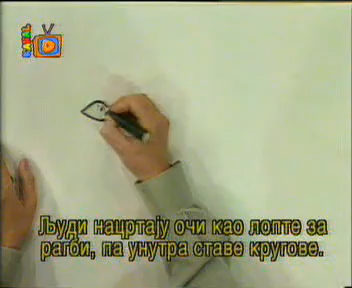 Људи нацртају очи као лопте за
рагби, па унутра ставе кругове.